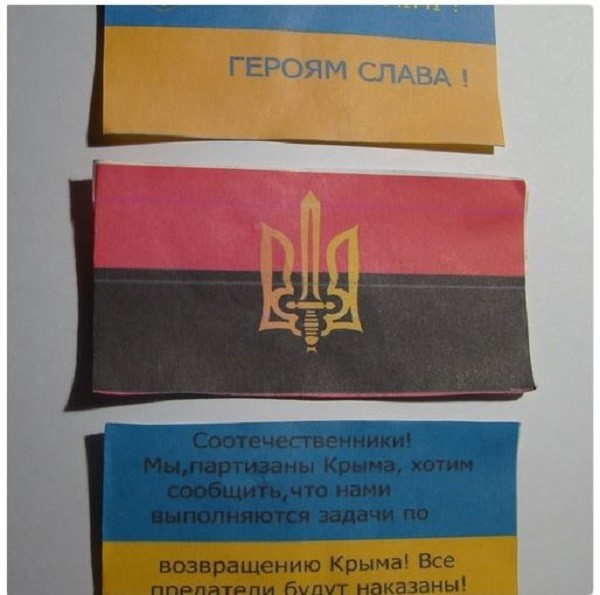 ГЕРОЯМ СЛАВА !
Соотечественники!
Мы,партизаны Крыма, хотим
сообщить,что нами
выполняются задачи по
возвращению Крыма! Все
предатели будут наказаны!